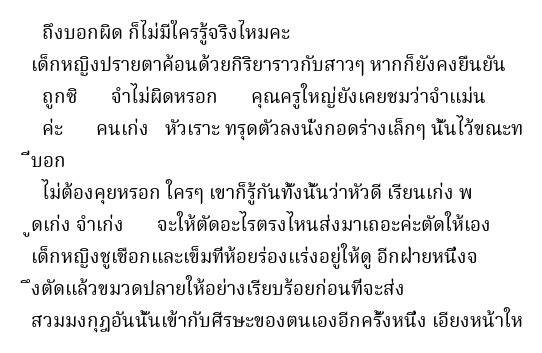 ถึงบอกผิด ก็ไม่มีใครรู้จริงไหมคะ
เด็กหญิงปรายตาค้อนด้วยกิริยาราวกับสาวๆ หากก็ยังคงยืนยัน
ถูกซิ จำไม่ผิดหรอก คุณครูใหญ่ยังเคยชมว่าจำแม่น
ค่ะ คนเก่ง หัวเราะ ทรุดตัวลงนั่งกอดร่างเล็กๆ นั้นไว้ขณะท
ี่บอก
ไม่ต้องคุยหรอก ใครๆ เขาก็รู้กันทั้งนั้นว่าหัวดี เรียนเก่ง พ
ูดเก่ง จำเก่ง จะให้ตัดอะไรตรงไหนส่งมาเถอะค่ะตัดให้เอง
เด็กหญิงชูเชือกและเข็มที่ห้อยร่องแร่งอยู่ให้ดู อีกฝ่ายหนึ่งจ
ึงตัดแล้วขมวดปลายให้อย่างเรียบร้อยก่อนที่จะส่ง
สวมมงกุฎอันนั้นเข้ากับศีรษะของตนเองอีกครั้งหนึ่ง เอียงหน้าให